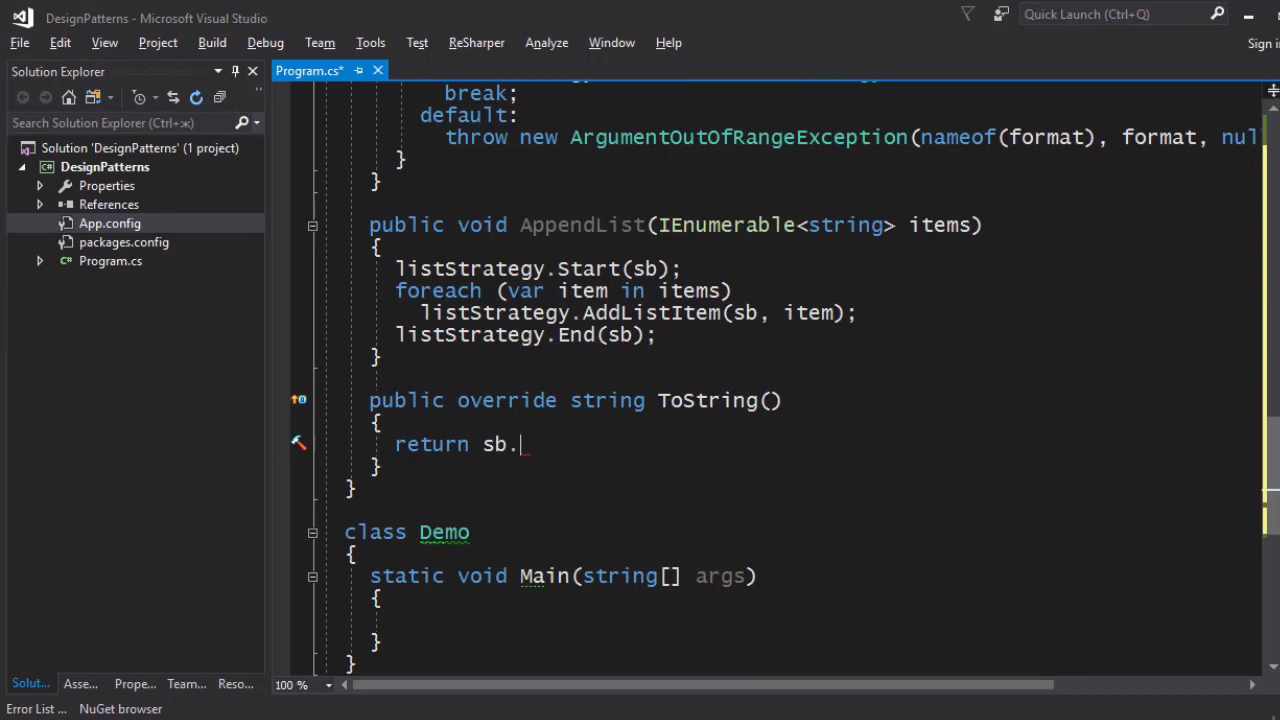 DesignPatterns - Microsoft Visual Studio
Quick Launch (Ctrl+Q)
File Edit View Project Build Debug Team Tools Test ReSharper Analyze Window Help
Sign in
Solution Explorer
Program.cs*
Search Solution Explorer (Ctrl+ж)
Solution 'DesignPatterns' (1 project)
DesignPatterns
Properties
References
App.config
packages.config
Program.cs
break;
default:
throw new ArgumentOutOfRangeException(nameof(format), format, nul
}
}
public void AppendList(IEnumerable<string> items)
{
listStrategy.Start(sb);
foreach (var item in items)
listStrategy.AddListItem(sb, item);
listStrategy.End(sb);
}
public override string ToString()
{
return sb.
}
}
class Demo
{
static void Main(string[] args)
{
}
}
Solut... Asse... Prope... Team... Reso...
100 %
Error List ... NuGet browser